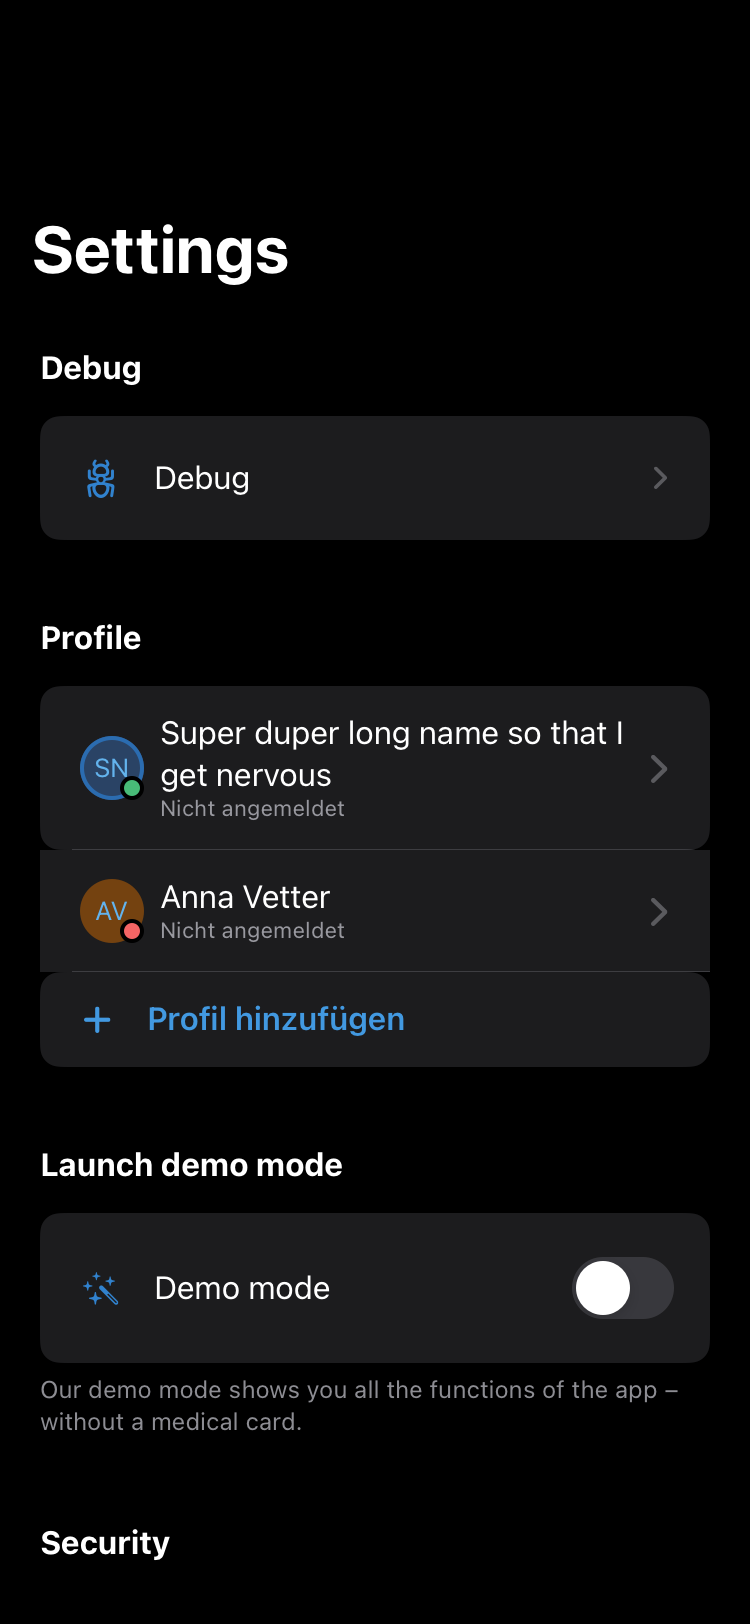 Settings
Debug
Debug
Profile
SN
Super duper long name so that I
get nervous
Nicht angemeldet
AV
Anna Vetter
Nicht angemeldet
Profil hinzufügen
Launch demo mode
Demo mode
Our demo mode shows you all the functions of the app –
without a medical card.
Security